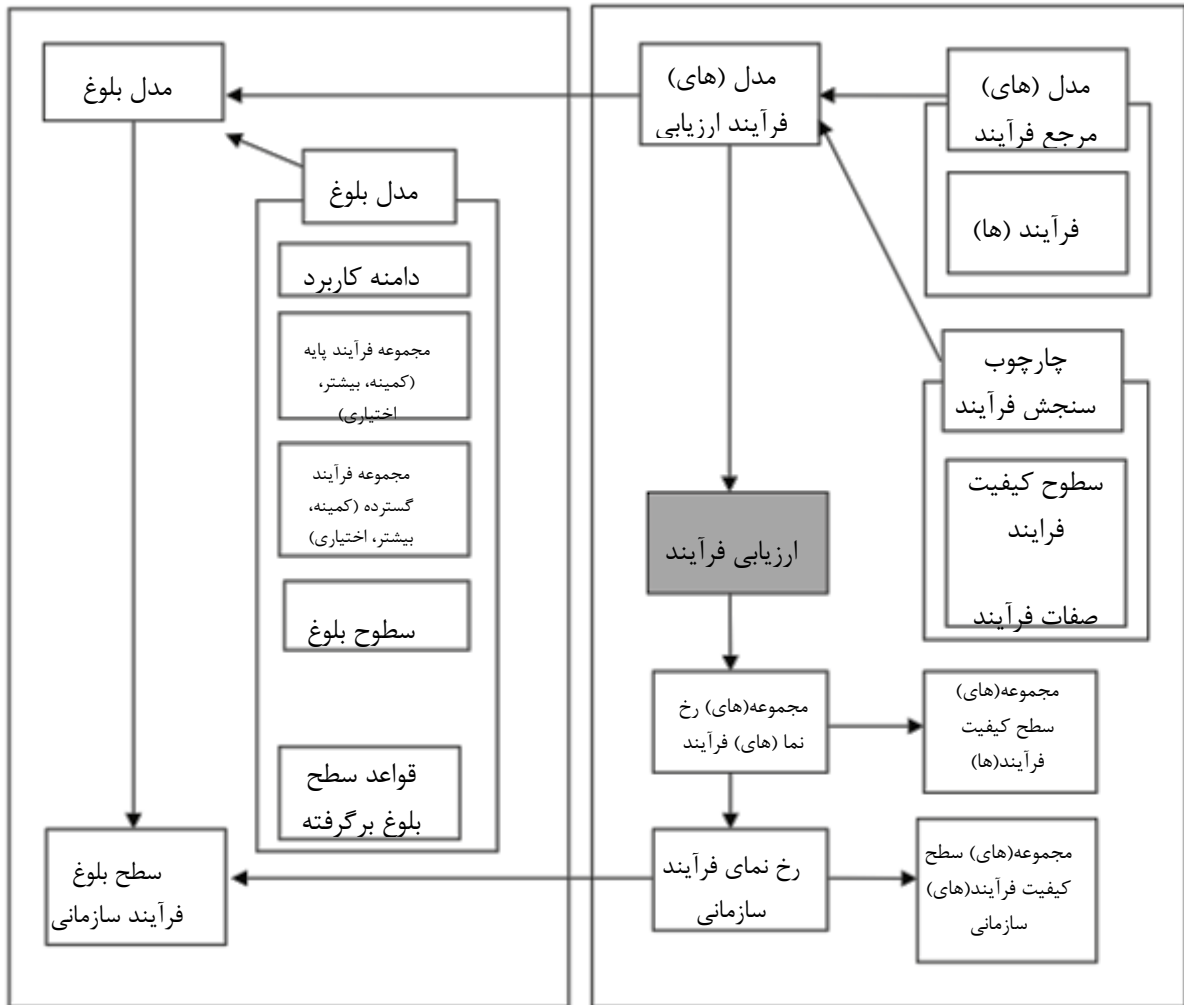 مدل (های)
مرجع فرآیند
فرآیند (ها)
چارچوب
سنجش فرآیند
سطوح کیفیت
فرایند
صفات فرآیند
مدل (های)
فرآیند ارزیابی
ارزیابی فرآیند
مجموعه(های) رخ
نما (های) فرآیند
مجموعه(های)
سطح کیفیت
فرآیند(ها)
رخ نمای فرآیند
سازمانی
مجموعه(های) سطح
کیفیت فرآیند(های)
سازمانی
مدل بلوغ
مدل بلوغ
دامنه کاربرد
مجموعه فرآیند پایه
(کمینه، بیشتر،
اختیاری)
مجموعه فرآیند
گسترده (کمینه،
بیشتر، اختیاری)
سطوح بلوغ
قواعد سطح
بلوغ برگرفته
سطح بلوغ
فرآیند سازمانی